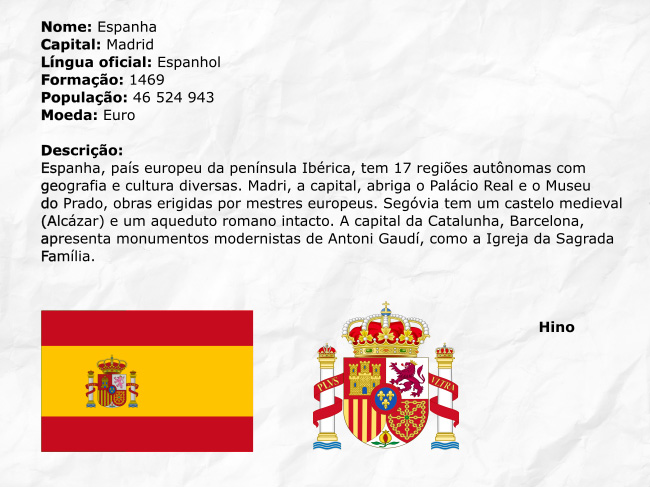 Nome: Espanha
Capital: Madrid
Língua oficial: Espanhol
Formação: 1469
População: 46 524 943
Moeda: Euro
Descrição:
Espanha, país europeu da península Ibérica, tem 17 regiões autônomas com
geografia e cultura diversas. Madri, a capital, abriga o Palácio Real e o Museu
do Prado, obras erigidas por mestres europeus. Segóvia tem um castelo medieval
(Alcázar) e um aqueduto romano intacto. A capital da Catalunha, Barcelona,
apresenta monumentos modernistas de Antoni Gaudí, como a Igreja da Sagrada
Família.
Hino
PLVS VLTRA